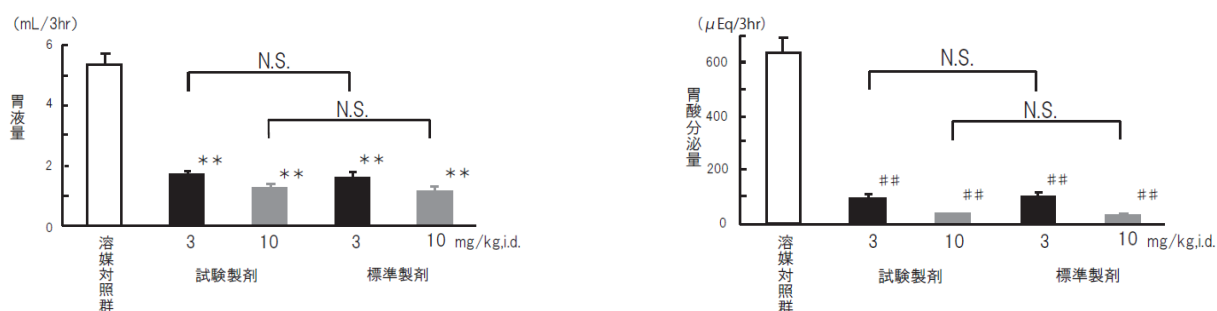 (mL/3hr)
6
4
2
0
胃液量
N.S.
N.S.
**
**
**
**
溶媒対照群
3
10
3
10
mg/kg,i.d.
試験製剤
標準製剤
(μEq/3hr)
600
400
200
0
胃酸分泌量
N.S.
N.S.
##
##
##
##
溶媒対照群
3
10
3
10
mg/kg,i.d.
試験製剤
標準製剤